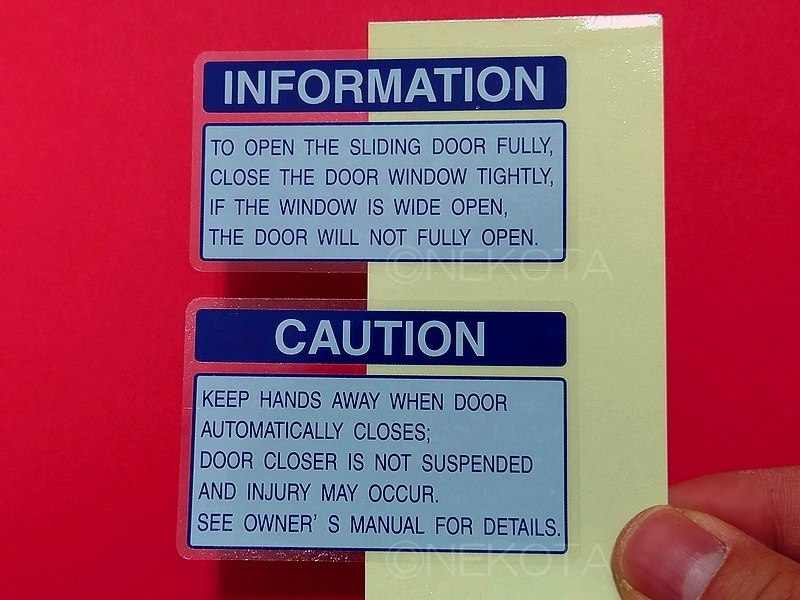 INFORMATION
TO OPEN THE SLIDING DOOR FULLY,
CLOSE THE DOOR WINDOW TIGHTLY,
IF THE WINDOW IS WIDE OPEN,
THE DOOR WILL NOT FULLY OPEN.
©NEKOTA
CAUTION
KEEP HANDS AWAY WHEN DOOR
AUTOMATICALLY CLOSES;
DOOR CLOSER IS NOT SUSPENDED
AND INJURY MAY OCCUR.
SEE OWNER' S MANUAL FOR DETAILS.
©NEKOTA